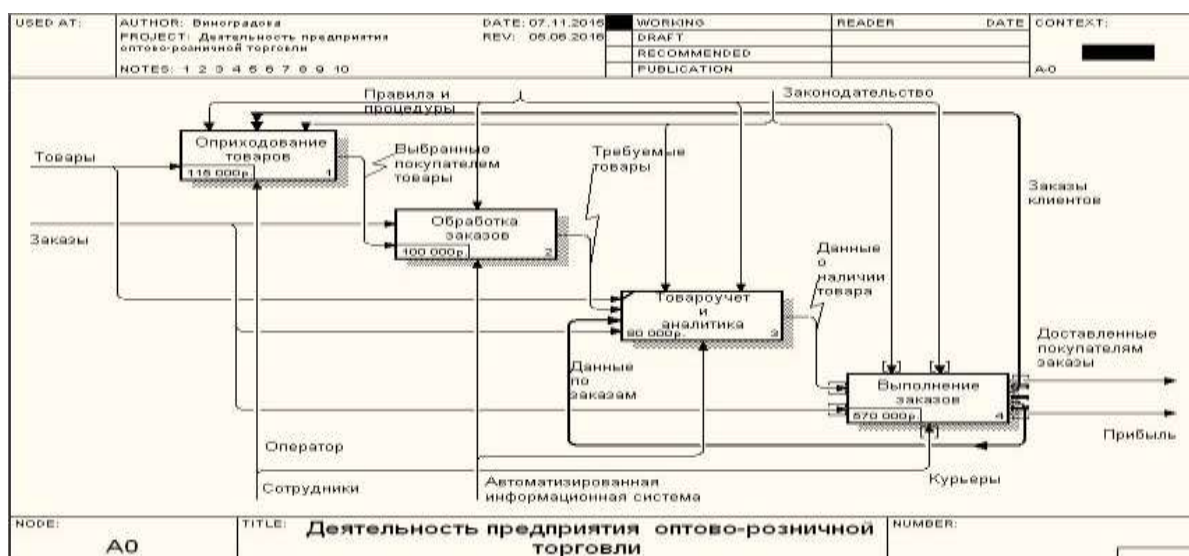 USED AT:
AUTHOR: Виноградова
DATE: 07.11.2015
WORKING
READER
DATE
CONTEXT:
PROJECT: Деятельность предприятия
оптово-розничной торговли
REV: 06.06.2016
DRAFT
RECOMMENDED
NOTES: 1 2 3 4 5 6 7 8 9 10
PUBLICATION
A-0
Правила и
процедуры
Законодательство
Оприходование
товаров
115 000р.
1
Товары
Выбранные
покупателем
товары
Требуемые
товары
Заказы
клиентов
Обработка
заказов
100 000р.
2
Заказы
Данные
о
наличии
товара
Товароучет
и
аналитика
80 000р.
3
Доставленные
покупателям
заказы
Данные
по
заказам
Выполнение
заказов
570 000р.
4
Прибыль
Оператор
Сотрудники
Автоматизированная
информационная система
Курьеры
NODE:
A0
TITLE:
Деятельность предприятия оптово-розничной
торговли
NUMBER: